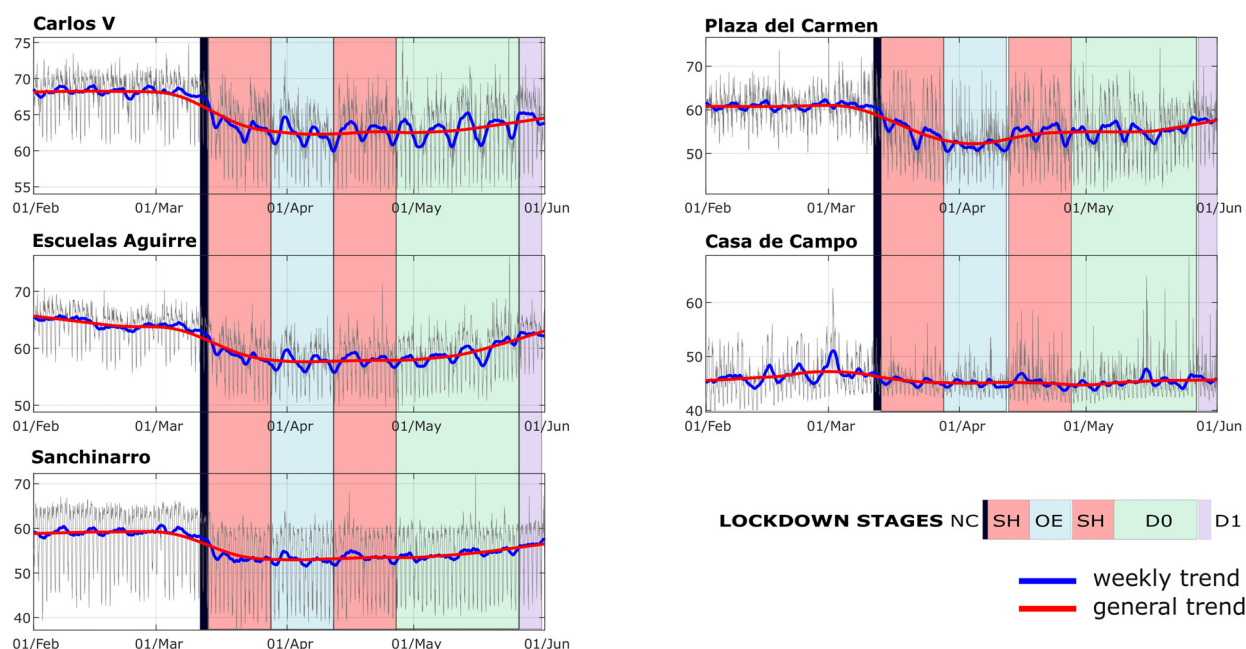 Carlos V
75
70
65
60
55
01/Feb 01/Mar 01/Apr 01/May 01/Jun
Escuelas Aguirre
70
60
50
01/Feb 01/Mar 01/Apr 01/May 01/Jun
Sanchinarro
70
60
50
40
01/Feb 01/Mar 01/Apr 01/May 01/Jun
Plaza del Carmen
70
60
50
01/Feb 01/Mar 01/Apr 01/May 01/Jun
Casa de Campo
60
50
40
01/Feb 01/Mar 01/Apr 01/May 01/Jun
LOCKDOWN STAGES NC SH OE SH D0 D1
weekly trend
general trend